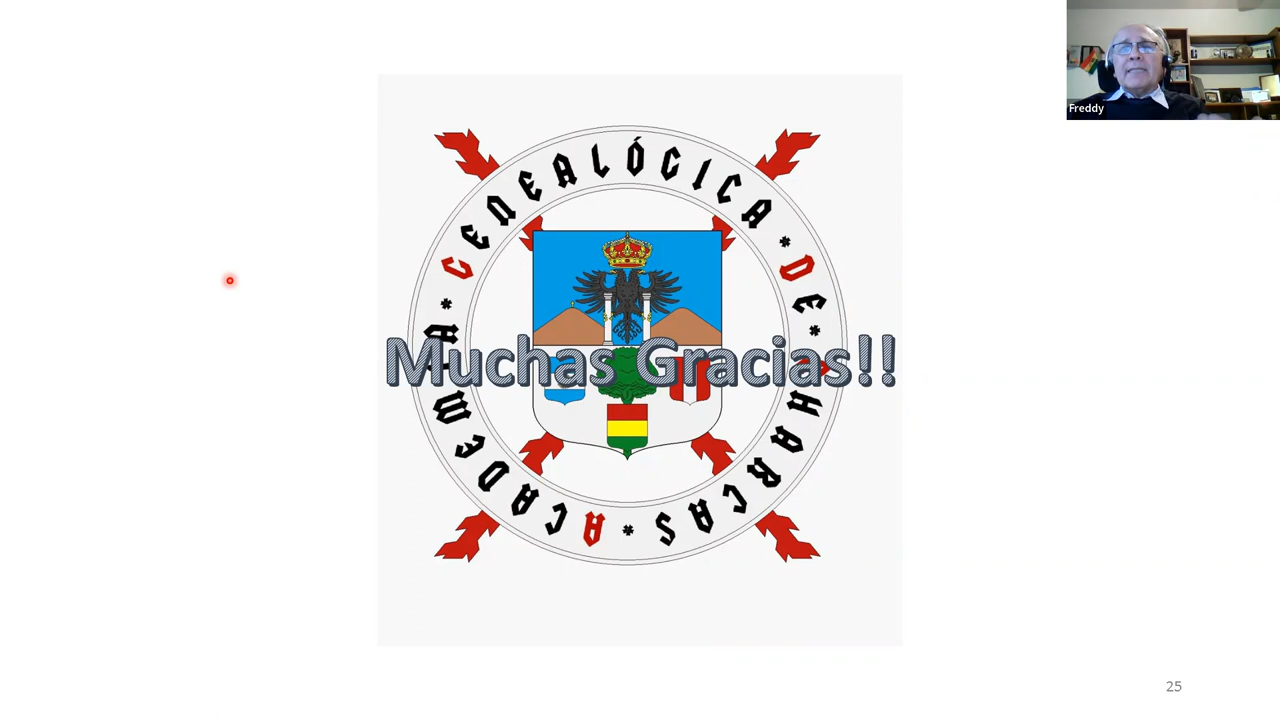 Freddy
ACADEMIA * GENEALÓGICA * DE * CHARCAS *
Muchas Gracias!!
25